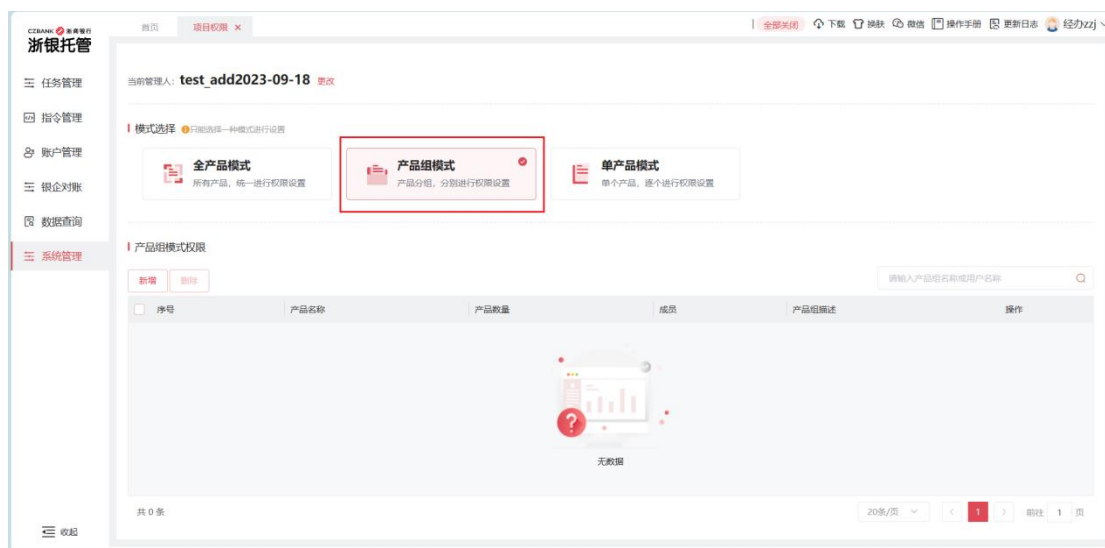 CZBANK 浙商银行
浙银托管
首页 项目权限 ×
全部关闭 下载 换肤 微信 操作手册 更新日志 经办zzj
任务管理
指令管理
账户管理
银企对账
数据查询
系统管理
收起
当前管理人: test_add2023-09-18 更改
模式选择 只能选择一种模式进行设置
全产品模式
所有产品，统一进行权限设置
产品组模式
产品分组，分别进行权限设置
单产品模式
单个产品，逐个进行权限设置
产品组模式权限
新增 删除
请输入产品组名称或用户名称
序号 产品名称 产品数量 成员 产品组描述 操作
无数据
共 0 条
20条/页 < 1 > 前往 1 页